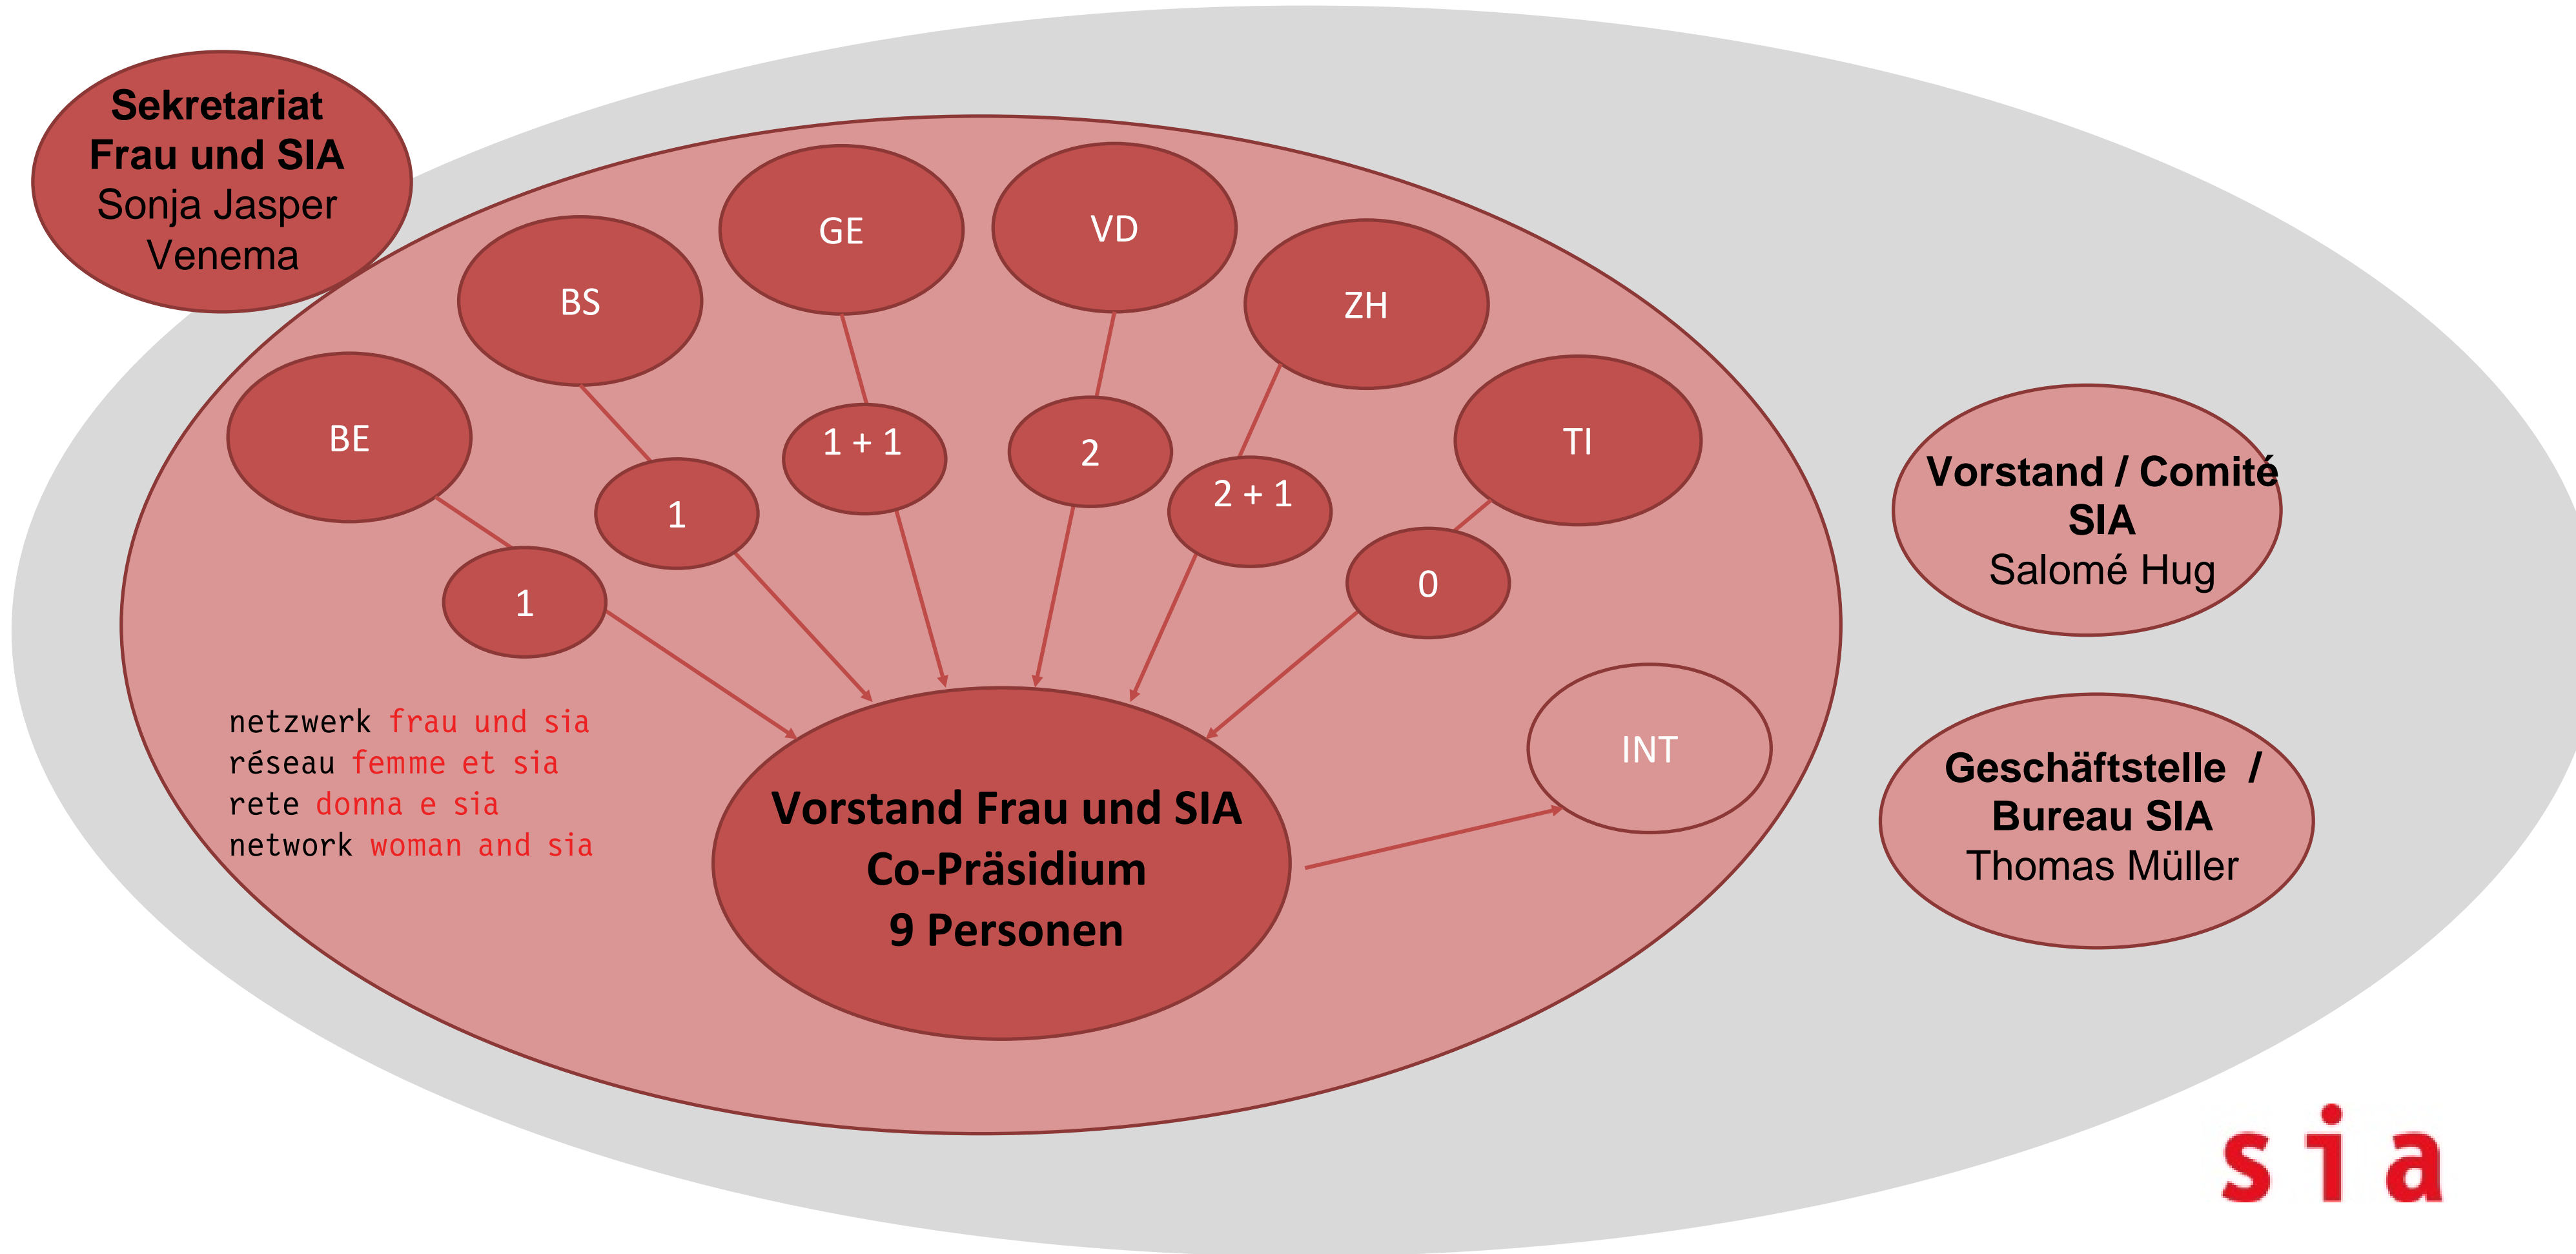 Sekretariat
Frau und SIA
Sonja Jasper
Venema
BE
BS
GE
VD
ZH
TI
1
1
1 + 1
2
2 + 1
0
INT
netzwerk frau und sia
réseau femme et sia
rete donna e sia
network woman and sia
Vorstand Frau und SIA
Co-Präsidium
9 Personen
Vorstand / Comité
SIA
Salomé Hug
Geschäftstelle /
Bureau SIA
Thomas Müller
sia